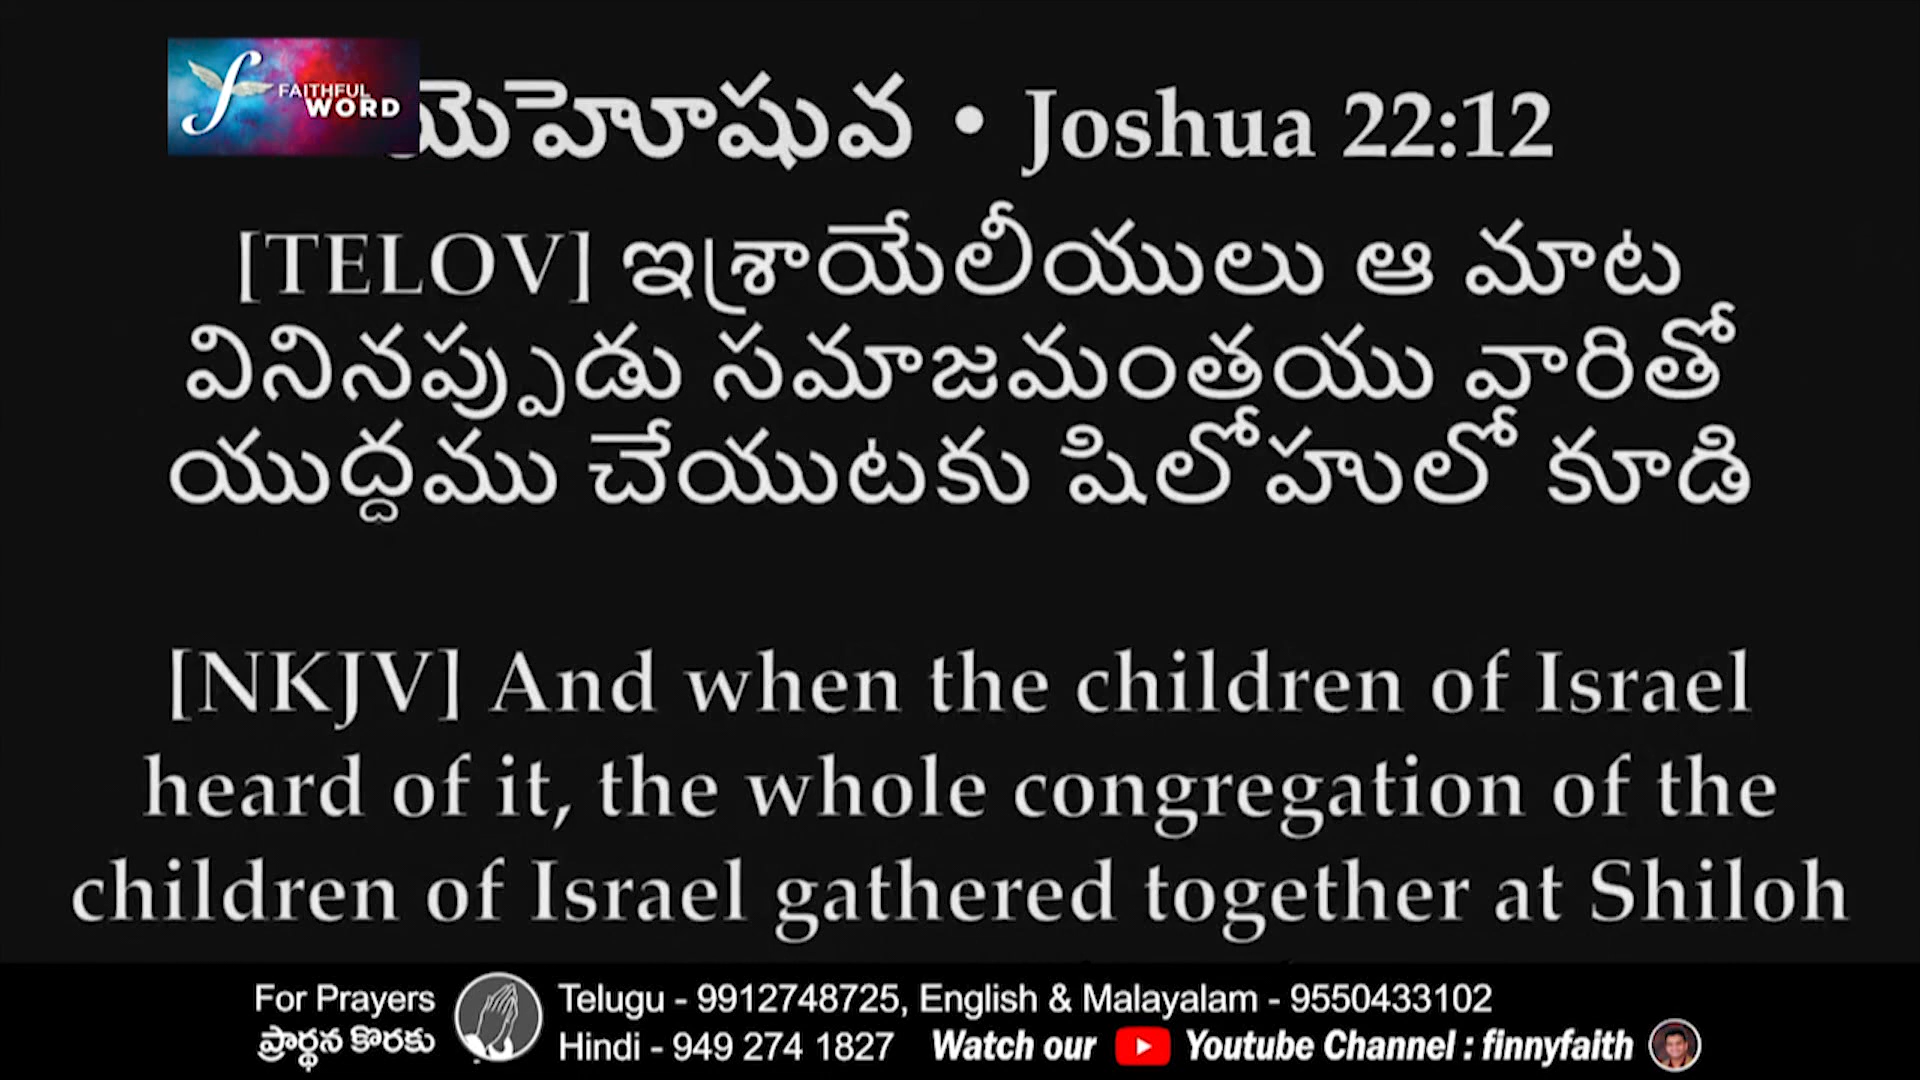 FAITHFUL
WORD
యెహోషువ • Joshua 22:12
[TELOV] ఇశ్రాయేలీయులు ఆ మాట
వినినప్పుడు సమాజమంతయు వారితో
యుద్ధము చేయుటకు షిలోహులో కూడి
[NKJV] And when the children of Israel
heard of it, the whole congregation of the
children of Israel gathered together at Shiloh
For Prayers
ప్రార్థన కొరకు
Telugu - 9912748725, English & Malayalam - 9550433102
Hindi - 949 274 1827 Watch our Youtube Channel : finnyfaith